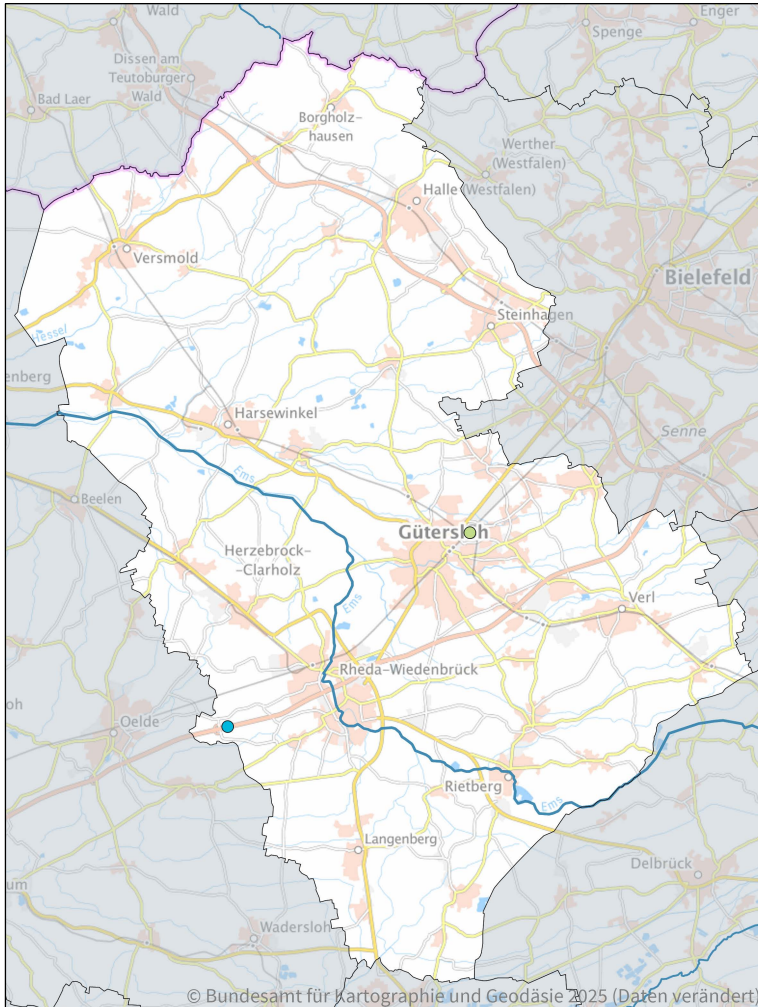 Wald
Enger
Spenge
Dissen am
Teutoburger
Wald
Bad Laer
Borgholz-
hausen
Werther
(Westfalen)
Halle (Westfalen)
Versmold
Bielefeld
Steinhagen
Hessel
enberg
Harsewinkel
Senne
Ems
Beelen
Gütersloh
Herzebrock-
-Clarholz
Ems
Verl
Rheda-Wiedenbrück
oh
Oelde
Rietberg
Ems
Langenberg
Delbrück
um
Wadersloh
© Bundesamt für Kartographie und Geodäsie 2025 (Daten verändert)